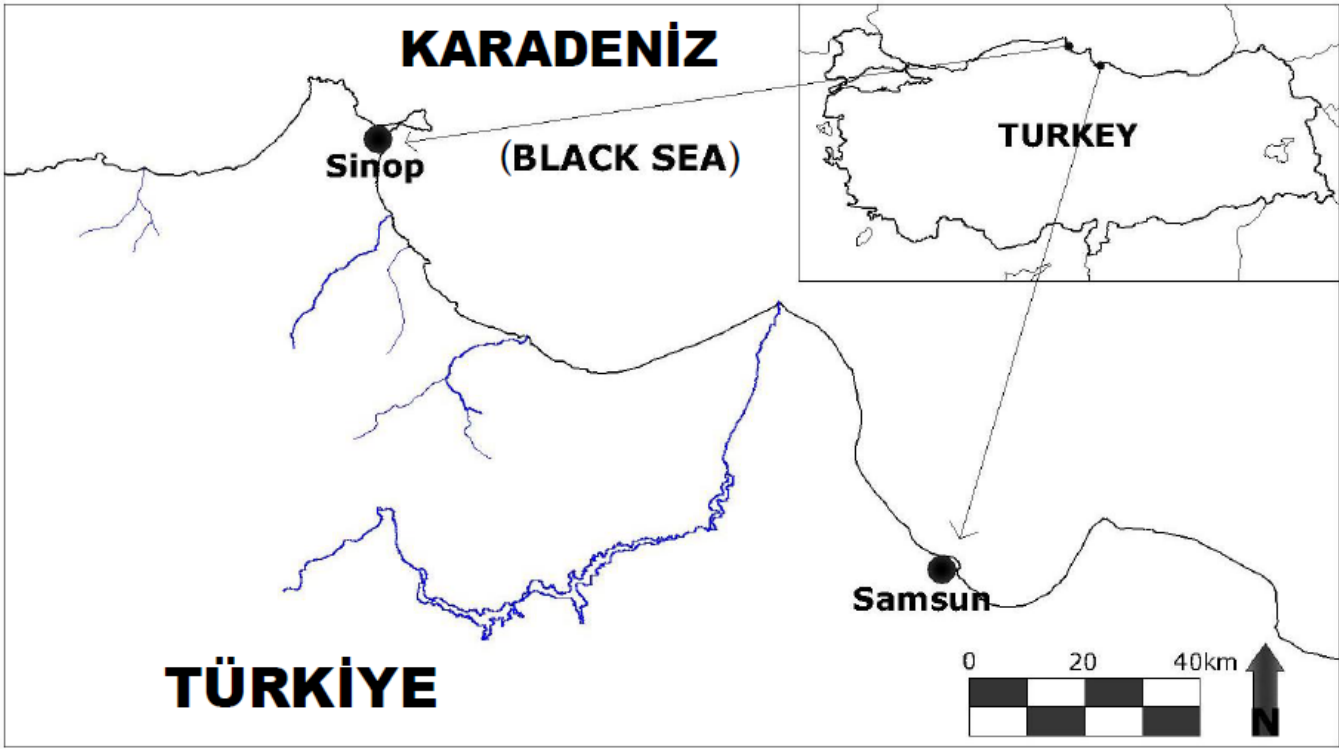 KARADENİZ
(BLACK SEA)
Sinop
TURKEY
Samsun
TÜRKİYE
0 20 40km
N